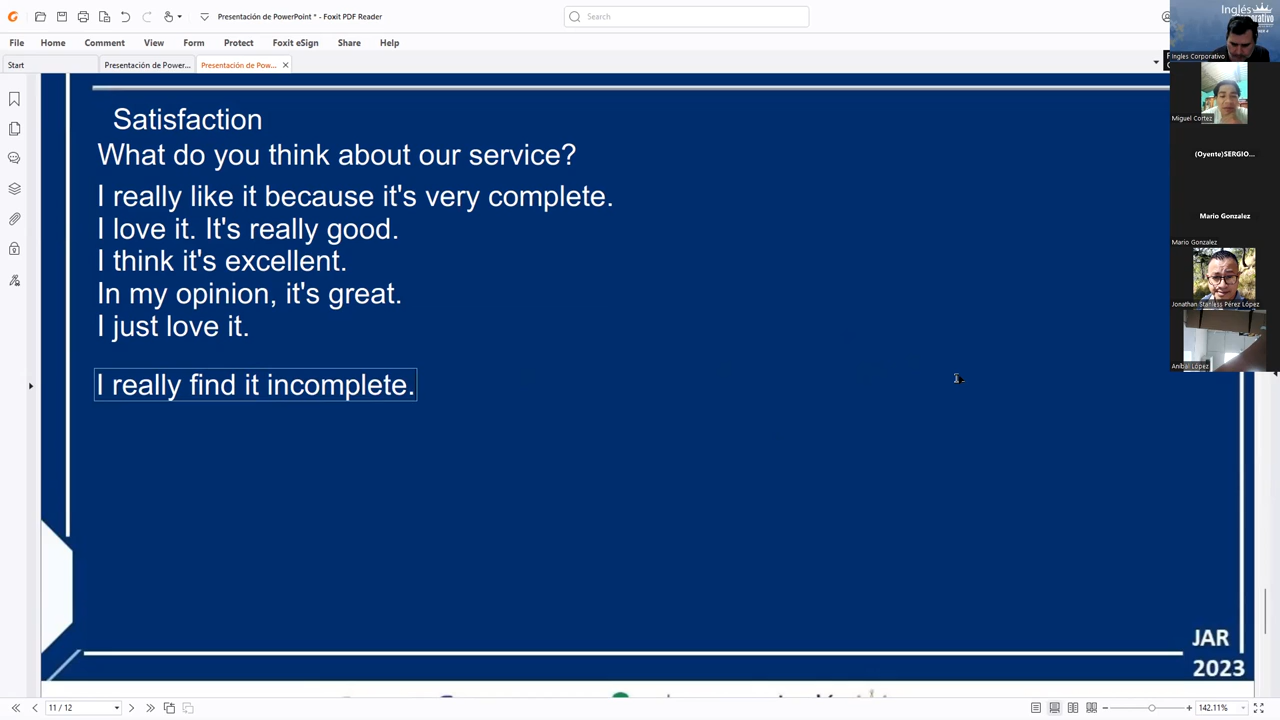 Presentación de PowerPoint * - Foxit PDF Reader
Search
File Home Comment View Form Protect Foxit eSign Share Help
Start
Presentación de Power...
Presentación de Pow...
Satisfaction
What do you think about our service?
I really like it because it's very complete.
I love it. It's really good.
I think it's excellent.
In my opinion, it's great.
I just love it.
I really find it incomplete.
JAR
2023
Inglés
Corporativo
Ingles Corporativo
Miguel Cortez
(Oyente)SERGIO...
Mario Gonzalez
Mario Gonzalez
Jonathan Stanless Pérez López
Anibal López
11 / 12
142.11%